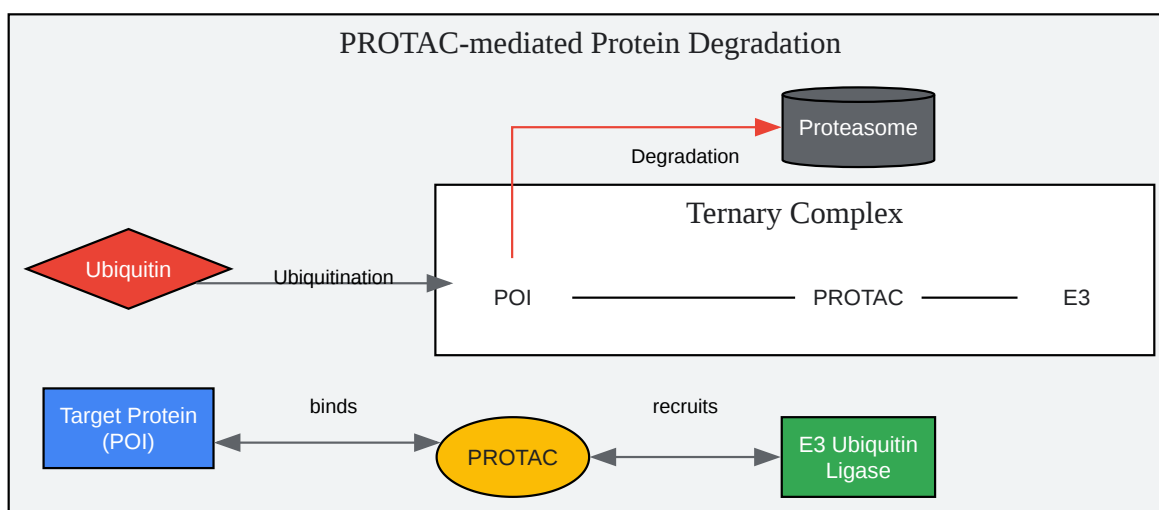 PROTAC-mediated Protein Degradation
Proteasome
Degradation
Ternary Complex
Ubiquitin
Ubiquitination
POI
PROTAC
E3
Target Protein
(POI)
binds
PROTAC
recruits
E3 Ubiquitin
Ligase